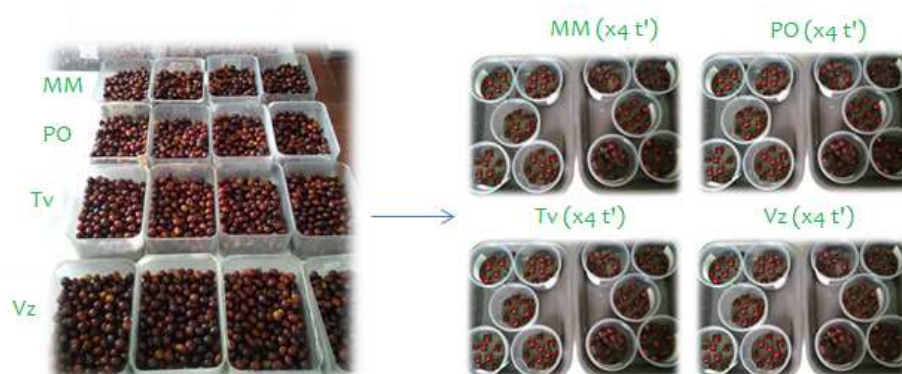 MM
PO
Tv
Vz
MM (x4 t')
PO (x4 t')
Tv (x4 t')
Vz (x4 t')